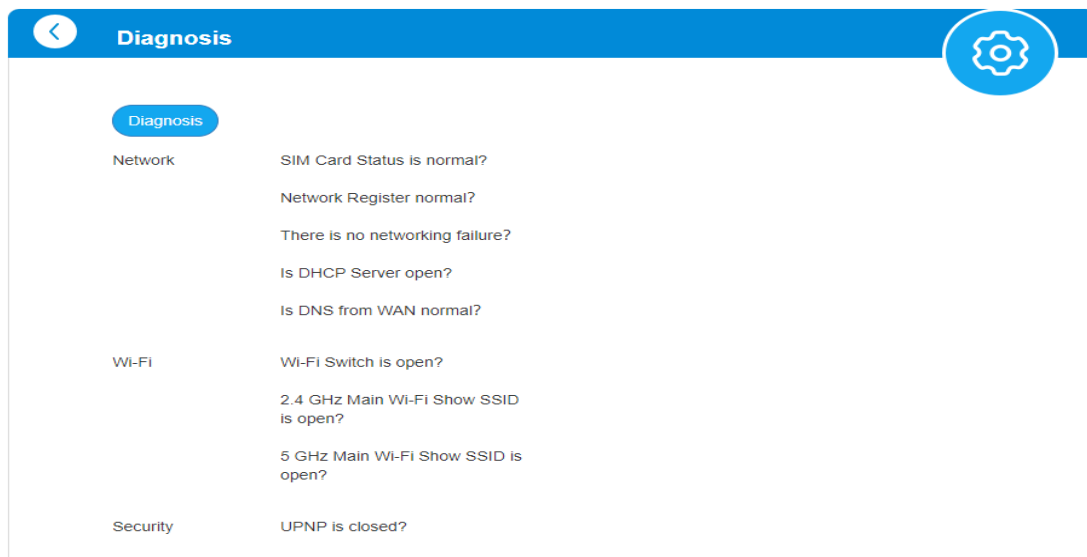 Diagnosis
Diagnosis
Network
SIM Card Status is normal?
Network Register normal?
There is no networking failure?
Is DHCP Server open?
Is DNS from WAN normal?
Wi-Fi
Wi-Fi Switch is open?
2.4 GHz Main Wi-Fi Show SSID
is open?
5 GHz Main Wi-Fi Show SSID is
open?
Security
UPNP is closed?